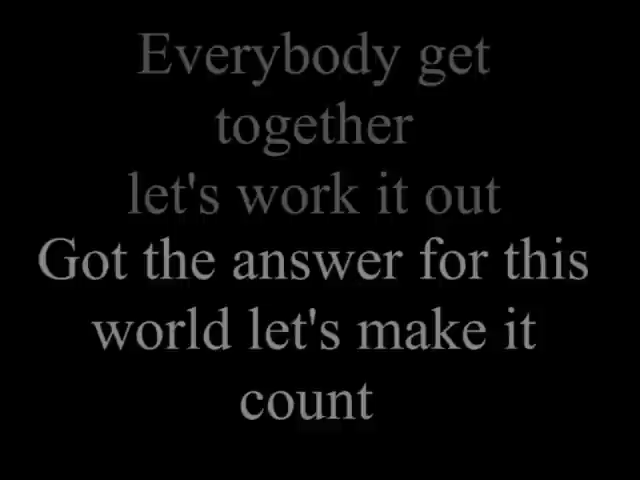 Everybody get
together
let's work it out
Got the answer for this
world let's make it
count